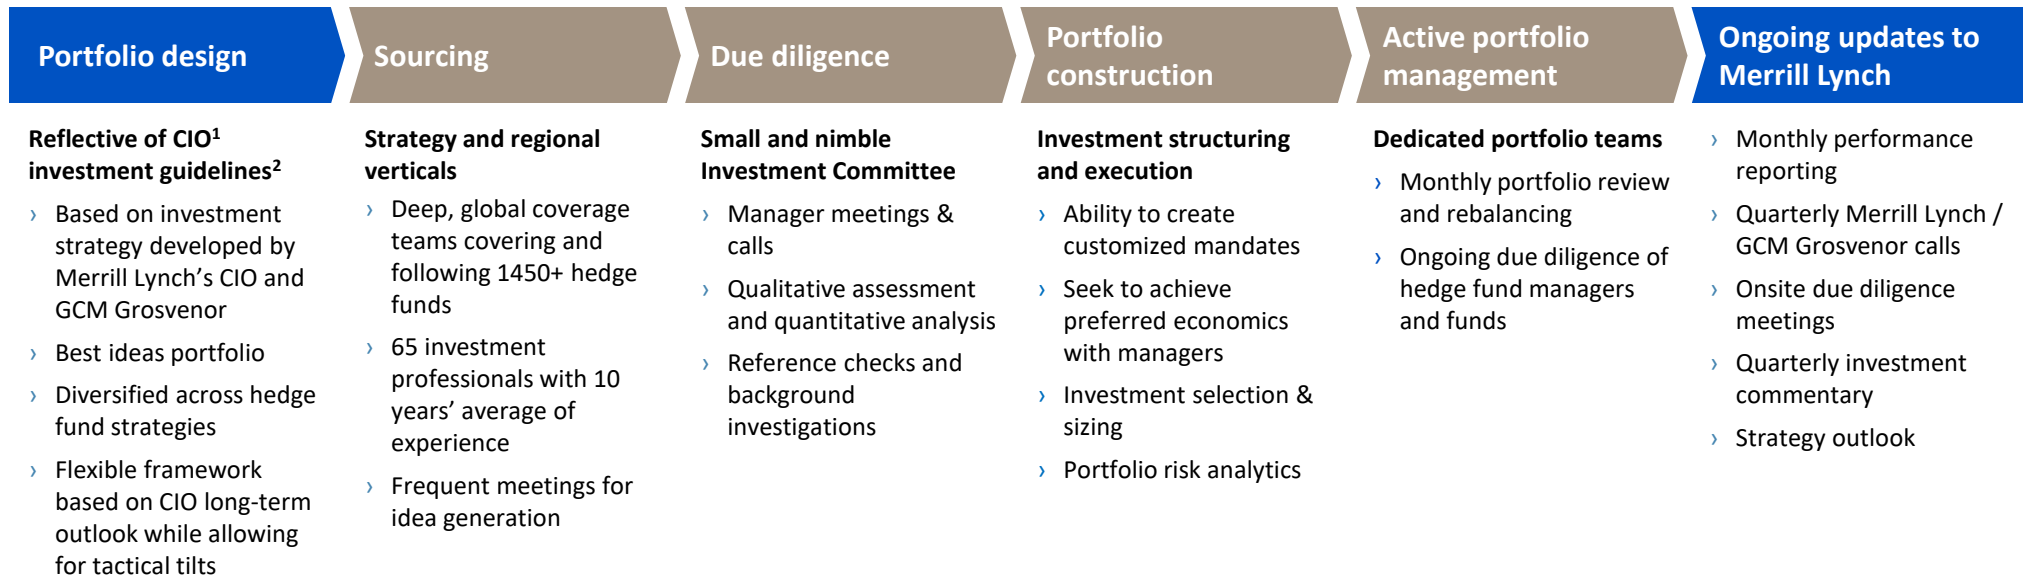 Portfolio design
Sourcing
Due diligence
Portfolio
construction
Active portfolio
management
Ongoing updates to
Merrill Lynch
Reflective of CIO¹
investment guidelines²
› Based on investment
strategy developed by
Merrill Lynch’s CIO and
GCM Grosvenor
› Best ideas portfolio
› Diversified across hedge
fund strategies
› Flexible framework
based on CIO long-term
outlook while allowing
for tactical tilts
Strategy and regional
verticals
› Deep, global coverage
teams covering and
following 1450+ hedge
funds
› 65 investment
professionals with 10
years’ average of
experience
› Frequent meetings for
idea generation
Small and nimble
Investment Committee
› Manager meetings &
calls
› Qualitative assessment
and quantitative analysis
› Reference checks and
background
investigations
Investment structuring
and execution
› Ability to create
customized mandates
› Seek to achieve
preferred economics
with managers
› Investment selection &
sizing
› Portfolio risk analytics
Dedicated portfolio teams
› Monthly portfolio review
and rebalancing
› Ongoing due diligence of
hedge fund managers
and funds
› Monthly performance
reporting
› Quarterly Merrill Lynch /
GCM Grosvenor calls
› Onsite due diligence
meetings
› Quarterly investment
commentary
› Strategy outlook